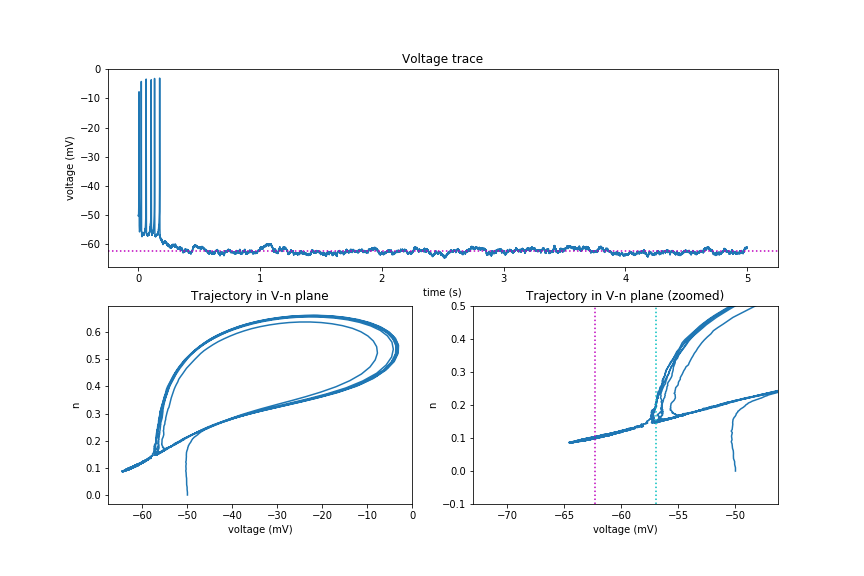 Voltage trace
0
−10
−20
−30
−40
−50
−60
voltage (mV)
0 1 2 3 4 5
time (s)
Trajectory in V-n plane
0.6
0.5
0.4
0.3
0.2
0.1
0.0
n
−60 −50 −40 −30 −20 −10 0
voltage (mV)
Trajectory in V-n plane (zoomed)
0.5
0.4
0.3
0.2
0.1
0.0
−0.1
n
−70 −65 −60 −55 −50
voltage (mV)